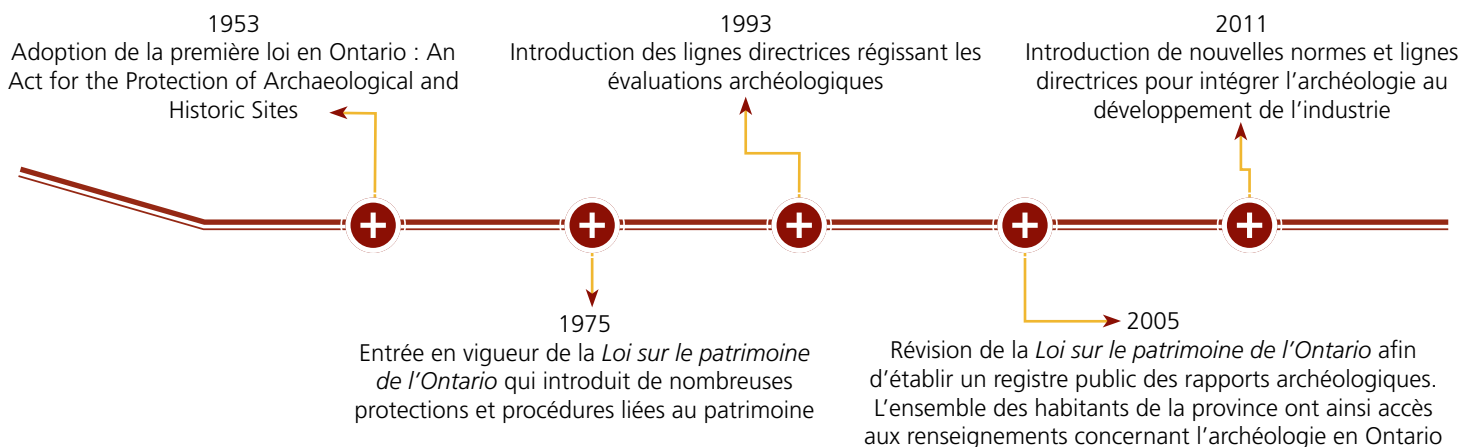 1953
Adoption de la première loi en Ontario : An
Act for the Protection of Archaeological and
Historic Sites
1975
Entrée en vigueur de la Loi sur le patrimoine
de l’Ontario qui introduit de nombreuses
protections et procédures liées au patrimoine
1993
Introduction des lignes directrices régissant les
évaluations archéologiques
2005
Révision de la Loi sur le patrimoine de l’Ontario afin
d’établir un registre public des rapports archéologiques.
L’ensemble des habitants de la province ont ainsi accès
aux renseignements concernant l’archéologie en Ontario
2011
Introduction de nouvelles normes et lignes
directrices pour intégrer l’archéologie au
développement de l’industrie